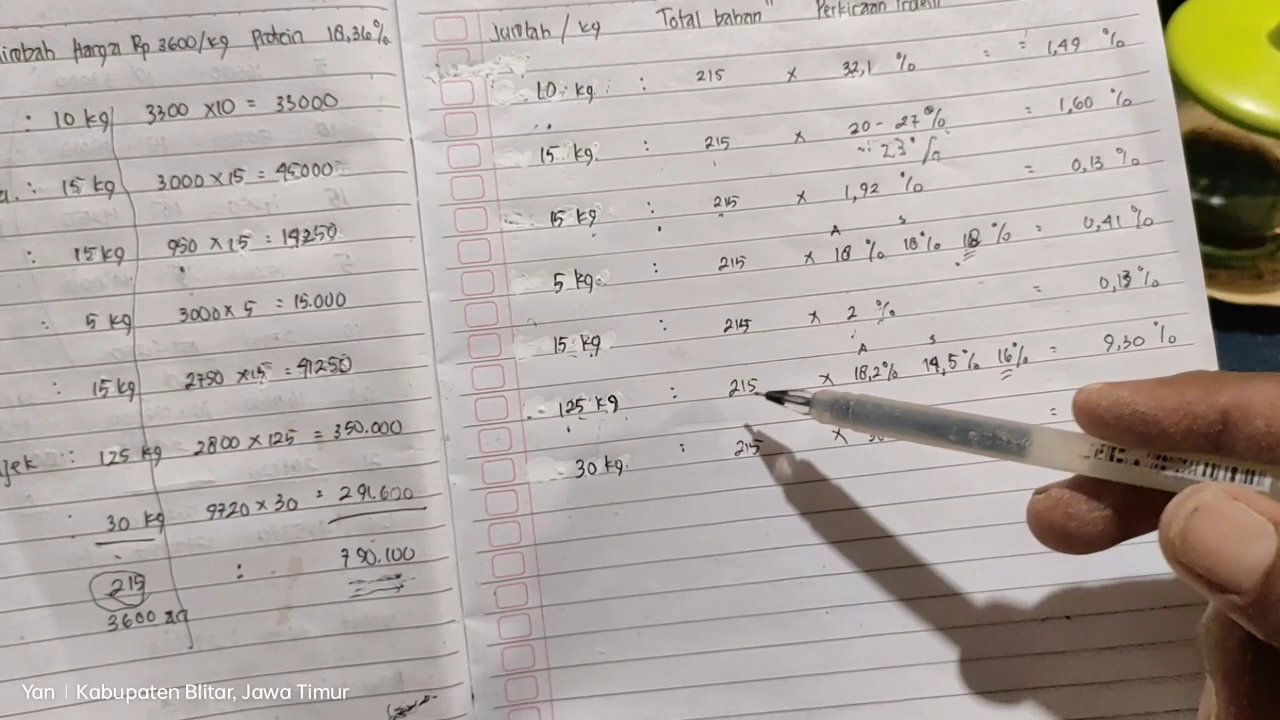 Harga Rp 3600/kg Protein 18,36%
: 10 kg 3300 x10 = 33000
: 15 kg 3000 x 15 = 45000
: 15 kg 950 x 15 = 14250
: 5 kg 3000 x 5 = 15.000
: 15 kg 2750 x15 = 41250
: 125 kg 2800 x 125 = 350.000
: 30 kg 9720 x 30 = 291.600
215 : 790.100
3600
Jumlah / kg Total bahan Perkiraan
10 kg : 215 x 32,1 % = 1,49 %
15 kg : 215 x 20 - 27% = 1,60 %
23 %
15 kg : 215 x 1,92 % = 0,13 %
A S
5 kg : 215 x 18 % 18 % 18 % = 0,41 %
15 kg : 215 x 2 % = 0,13 %
A S
125 kg : 215 x 18,2% 14,5% 16% = 9,30 %
30 kg : 215 x =
Yan | Kabupaten Blitar, Jawa Timur